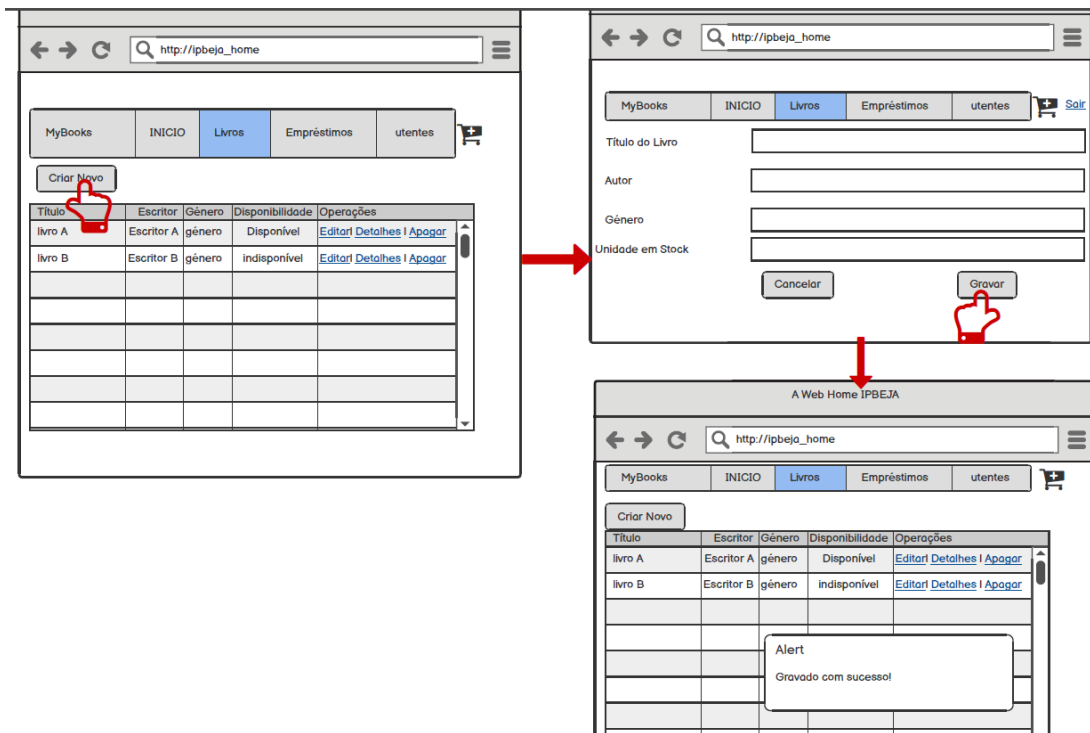 http://ipbeja_home
MyBooks INICIO Livros Empréstimos utentes
Criar Novo
Título Escritor Género Disponibilidade Operações
livro A Escritor A género Disponível Editar| Detalhes | Apagar
livro B Escritor B género indisponível Editar| Detalhes | Apagar
http://ipbeja_home
MyBooks INICIO Livros Empréstimos utentes Sair
Título do Livro
Autor
Género
Unidade em Stock
Cancelar Gravar
A Web Home IPBEJA
http://ipbeja_home
MyBooks INICIO Livros Empréstimos utentes
Criar Novo
Título Escritor Género Disponibilidade Operações
livro A Escritor A género Disponível Editar| Detalhes | Apagar
livro B Escritor B género indisponível Editar| Detalhes | Apagar
Alert
Gravado com sucesso!